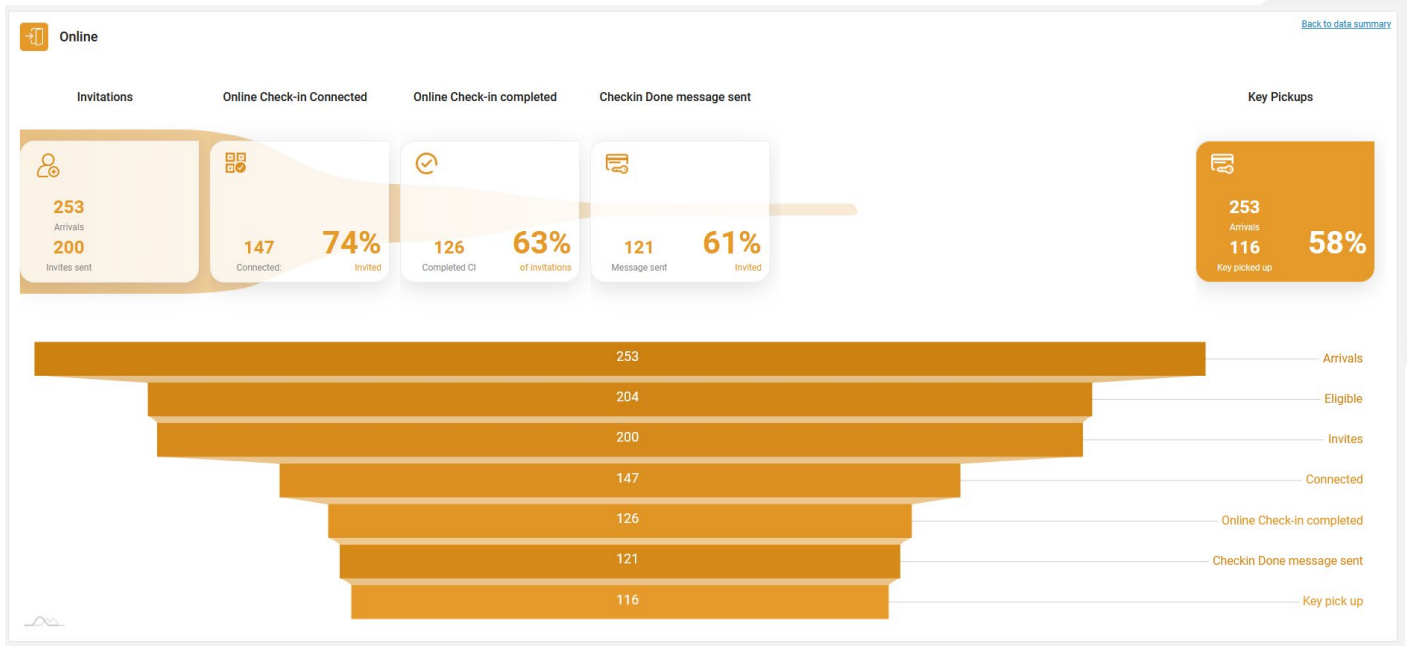 Back to data summary
Online
Invitations
Online Check-in Connected
Online Check-in completed
Checkin Done message sent
Key Pickups
253
Arrivals
200
Invites sent
147
Connected:
74%
Invited
126
Completed CI
63%
of invitations
121
Message sent
61%
Invited
253
Arrivals
116
Key picked up
58%
253 Arrivals
204 Eligible
200 Invites
147 Connected
126 Online Check-in completed
121 Checkin Done message sent
116 Key pick up